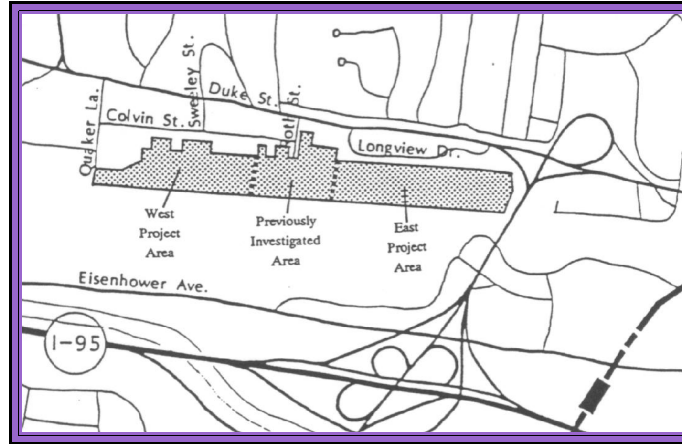 Sweeley St.
Duke St.
Roth St.
Colvin St.
Quaker La.
Longview Dr.
West
Project
Area
Previously
Investigated
Area
East
Project
Area
Eisenhower Ave.
I-95